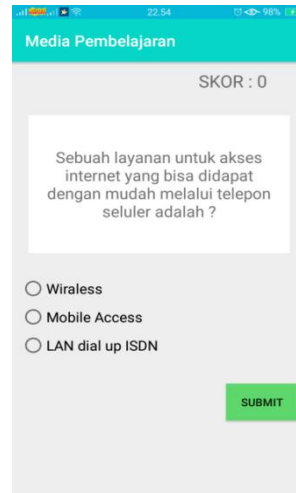 22.54
98%
Media Pembelajaran
SKOR : 0
Sebuah layanan untuk akses
internet yang bisa didapat
dengan mudah melalui telepon
seluler adalah ?
Wiraless
Mobile Access
LAN dial up ISDN
SUBMIT